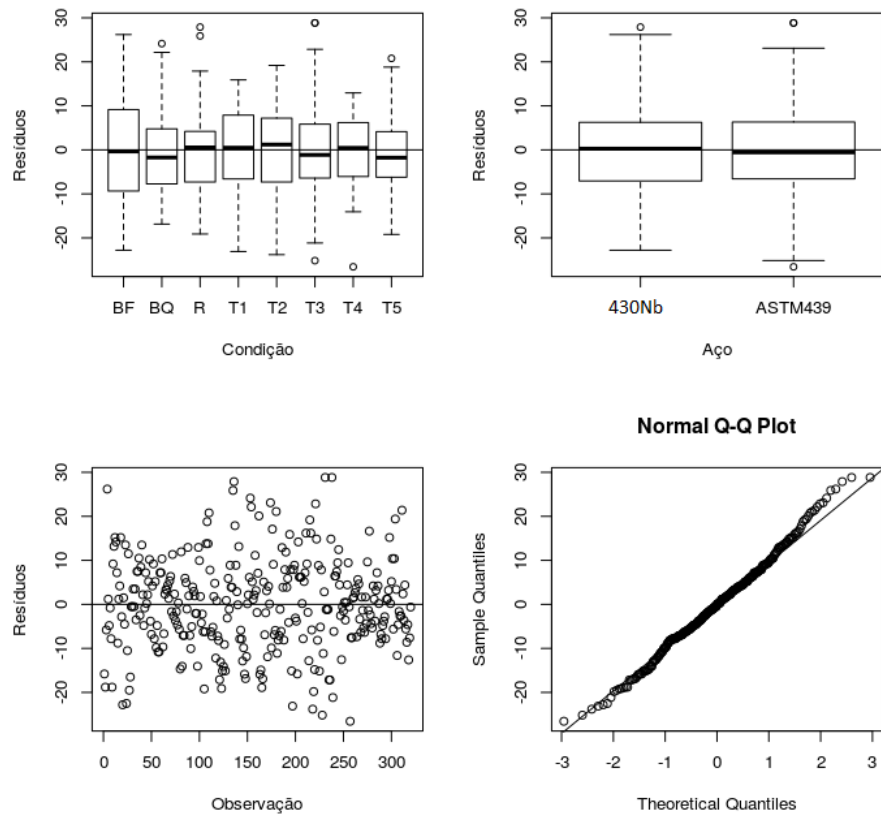 30
20
10
0
-10
-20
Resíduos
BF BQ R T1 T2 T3 T4 T5
Condição
30
20
10
0
-10
-20
Resíduos
430Nb ASTM439
Aço
30
20
10
0
-10
-20
Resíduos
0 50 100 150 200 250 300
Observação
Normal Q-Q Plot
30
20
10
0
-10
-20
Sample Quantiles
-3 -2 -1 0 1 2 3
Theoretical Quantiles